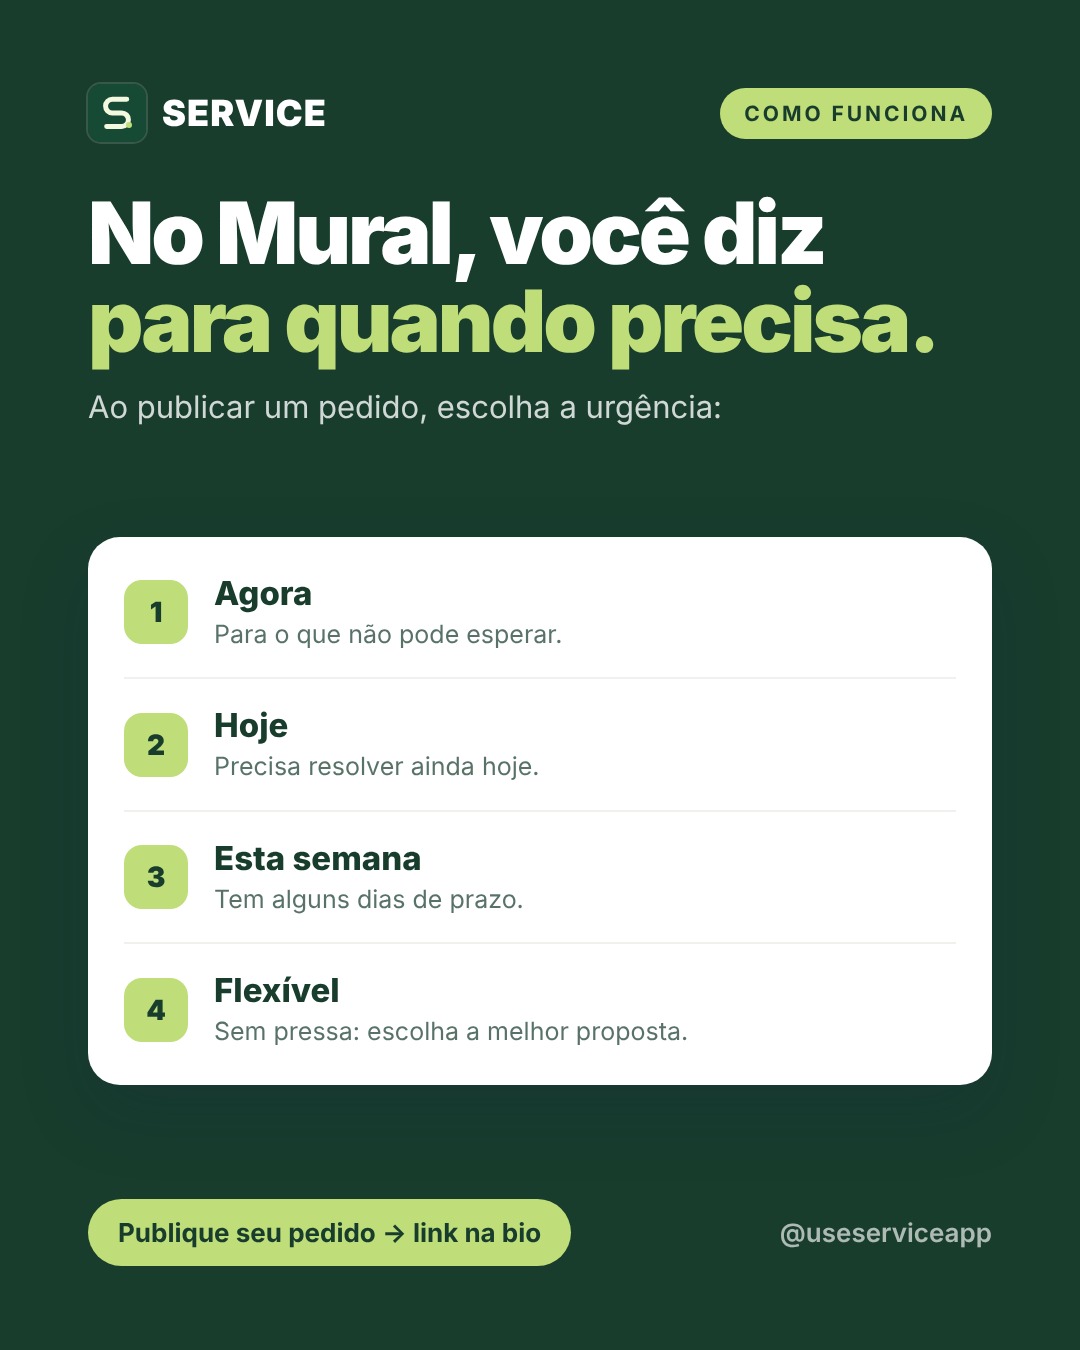 SERVICE
COMO FUNCIONA
No Mural, você diz
para quando precisa.
Ao publicar um pedido, escolha a urgência:
1
Agora
Para o que não pode esperar.
2
Hoje
Precisa resolver ainda hoje.
3
Esta semana
Tem alguns dias de prazo.
4
Flexível
Sem pressa: escolha a melhor proposta.
Publique seu pedido → link na bio
@useserviceapp